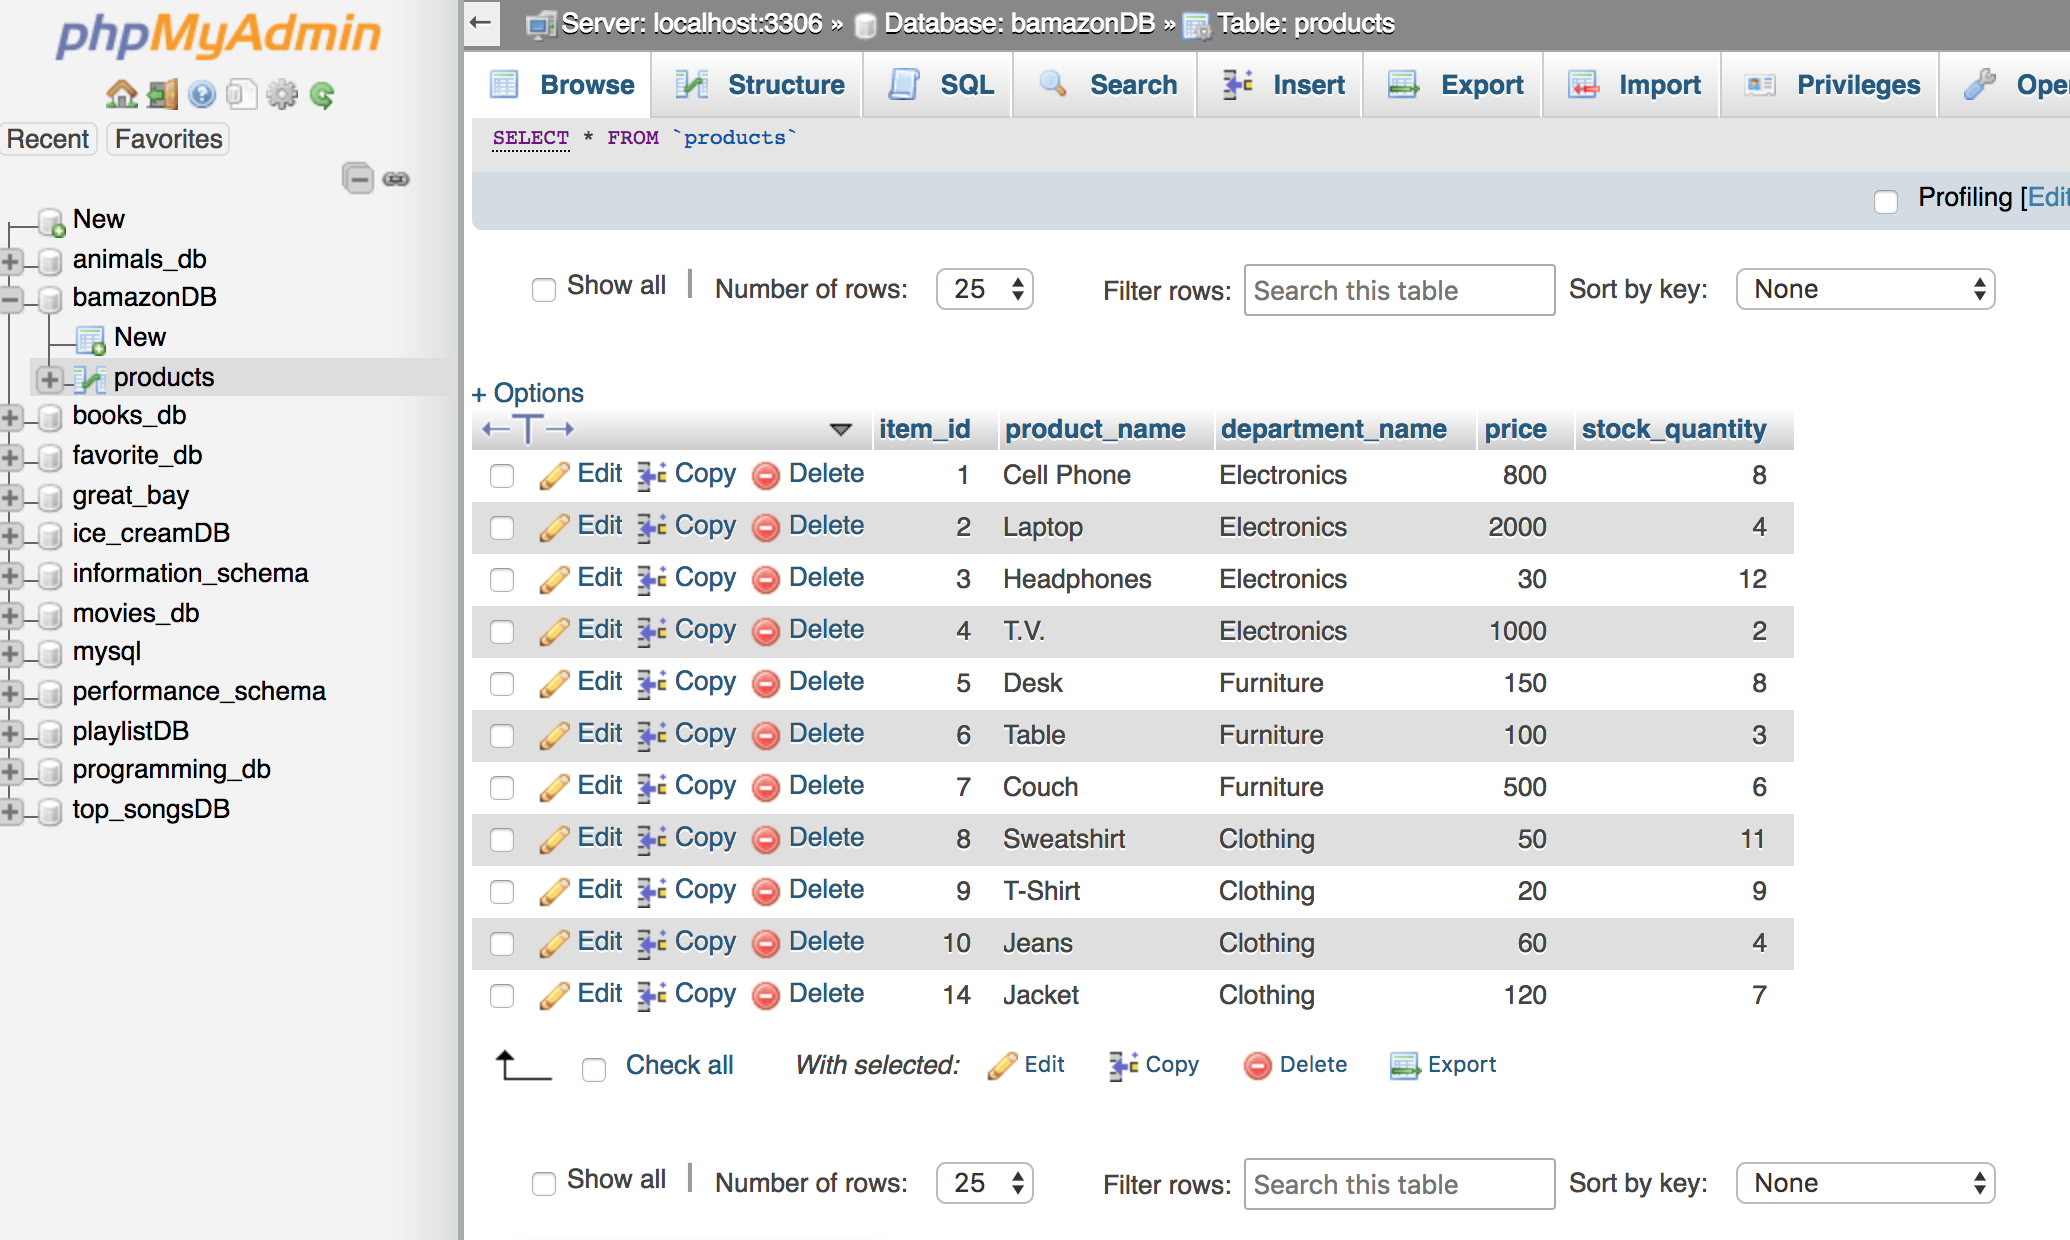 phpMyAdmin
Recent Favorites
New
animals_db
bamazonDB
New
products
books_db
favorite_db
great_bay
ice_creamDB
information_schema
movies_db
mysql
performance_schema
playlistDB
programming_db
top_songsDB
Server: localhost:3306 » Database: bamazonDB » Table: products
Browse Structure SQL Search Insert Export Import Privileges Oper
SELECT * FROM `products`
Profiling [Edit
Show all | Number of rows: 25 Filter rows: Search this table Sort by key: None
+ Options
←T→ item_id product_name department_name price stock_quantity
Edit Copy Delete 1 Cell Phone Electronics 800 8
Edit Copy Delete 2 Laptop Electronics 2000 4
Edit Copy Delete 3 Headphones Electronics 30 12
Edit Copy Delete 4 T.V. Electronics 1000 2
Edit Copy Delete 5 Desk Furniture 150 8
Edit Copy Delete 6 Table Furniture 100 3
Edit Copy Delete 7 Couch Furniture 500 6
Edit Copy Delete 8 Sweatshirt Clothing 50 11
Edit Copy Delete 9 T-Shirt Clothing 20 9
Edit Copy Delete 10 Jeans Clothing 60 4
Edit Copy Delete 14 Jacket Clothing 120 7
Check all With selected: Edit Copy Delete Export
Show all | Number of rows: 25 Filter rows: Search this table Sort by key: None